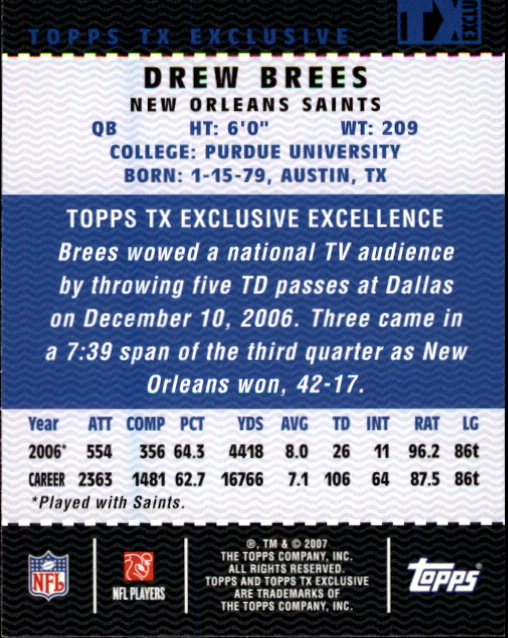 TOPPS TX EXCLUSIVE
TX
EXCLU
DREW BREES
NEW ORLEANS SAINTS
QB HT: 6'0" WT: 209
COLLEGE: PURDUE UNIVERSITY
BORN: 1-15-79, AUSTIN, TX
TOPPS TX EXCLUSIVE EXCELLENCE
Brees wowed a national TV audience
by throwing five TD passes at Dallas
on December 10, 2006. Three came in
a 7:39 span of the third quarter as New
Orleans won, 42-17.
Year ATT COMP PCT YDS AVG TD INT RAT LG
2006* 554 356 64.3 4418 8.0 26 11 96.2 86t
CAREER 2363 1481 62.7 16766 7.1 106 64 87.5 86t
*Played with Saints.
NFL
NFL PLAYERS
®, TM & © 2007
THE TOPPS COMPANY, INC.
ALL RIGHTS RESERVED.
TOPPS AND TOPPS TX EXCLUSIVE
ARE TRADEMARKS OF
THE TOPPS COMPANY, INC.
topps®